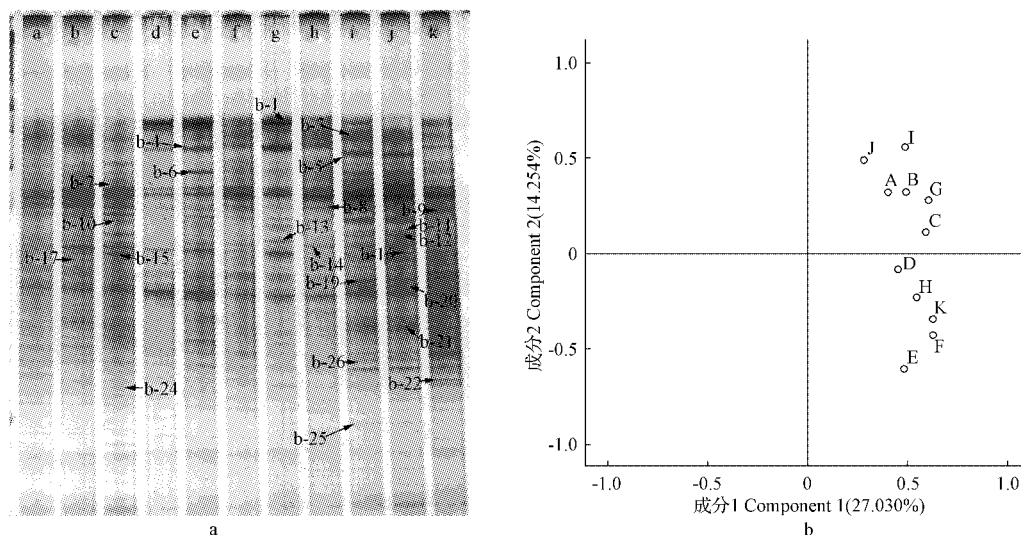 a b c d e f g h i j k
b-1
b-4
b-5
b-6
b-7
b-8
b-9
b-10
b-11
b-12
b-13
b-14
b-15
b-17
b-19
b-20
b-21
b-22
b-24
b-25
b-26
a
成分2 Component 2(14.254%)
1.0
0.5
0
-0.5
-1.0
J
I
A
B
G
C
D
H
K
F
E
-1.0 -0.5 0 0.5 1.0
成分1 Component 1(27.030%)
b